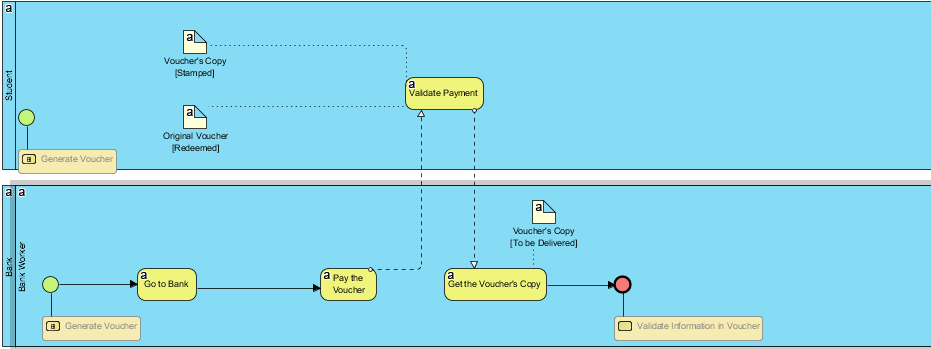 a
a
Voucher's Copy
[Stamped]
a
Validate Payment
Student
a
Original Voucher
[Redeemed]
Generate Voucher
a
a
a
Voucher's Copy
[To be Delivered]
Bank
Bank Worker
a
Go to Bank
a
Pay the
Voucher
a
Get the Voucher's Copy
Generate Voucher
Validate Information in Voucher